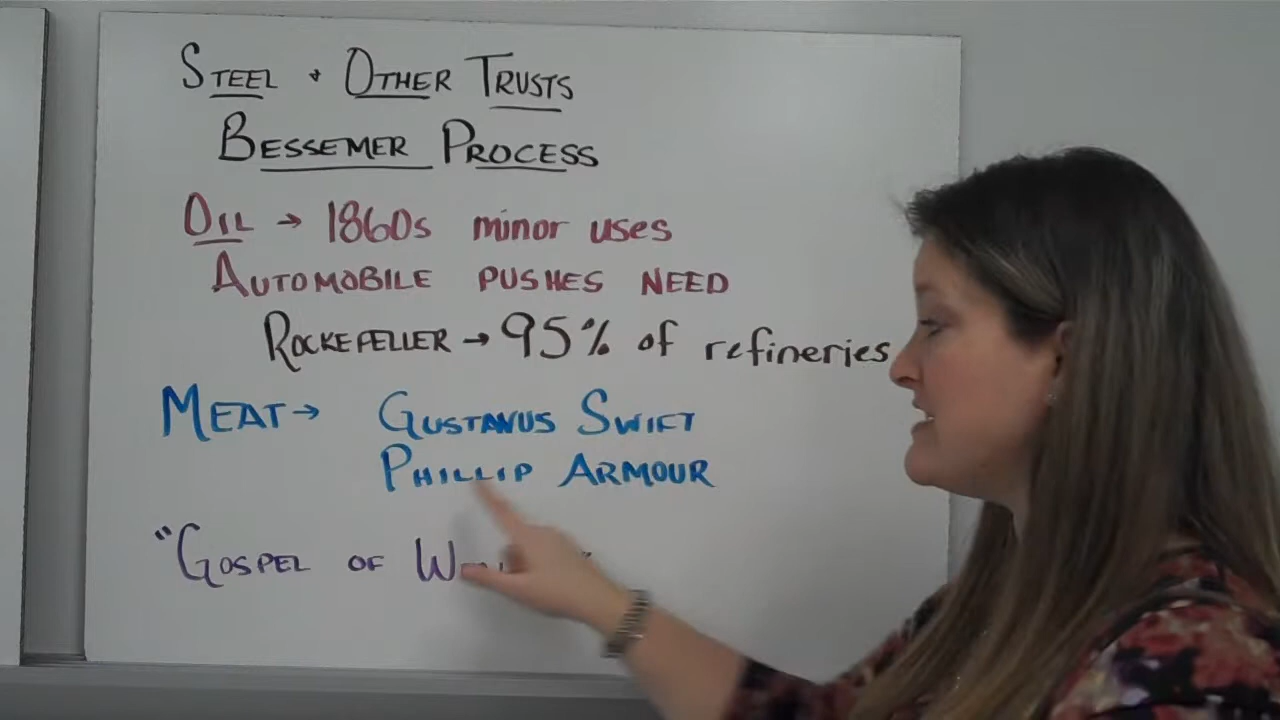 STEEL + OTHER TRUSTS
BESSEMER PROCESS
OIL → 1860s minor uses
AUTOMOBILE PUSHES NEED
ROCKEFELLER → 95% of refineries
MEAT → GUSTAVUS SWIFT
PHILLIP ARMOUR
"GOSPEL OF